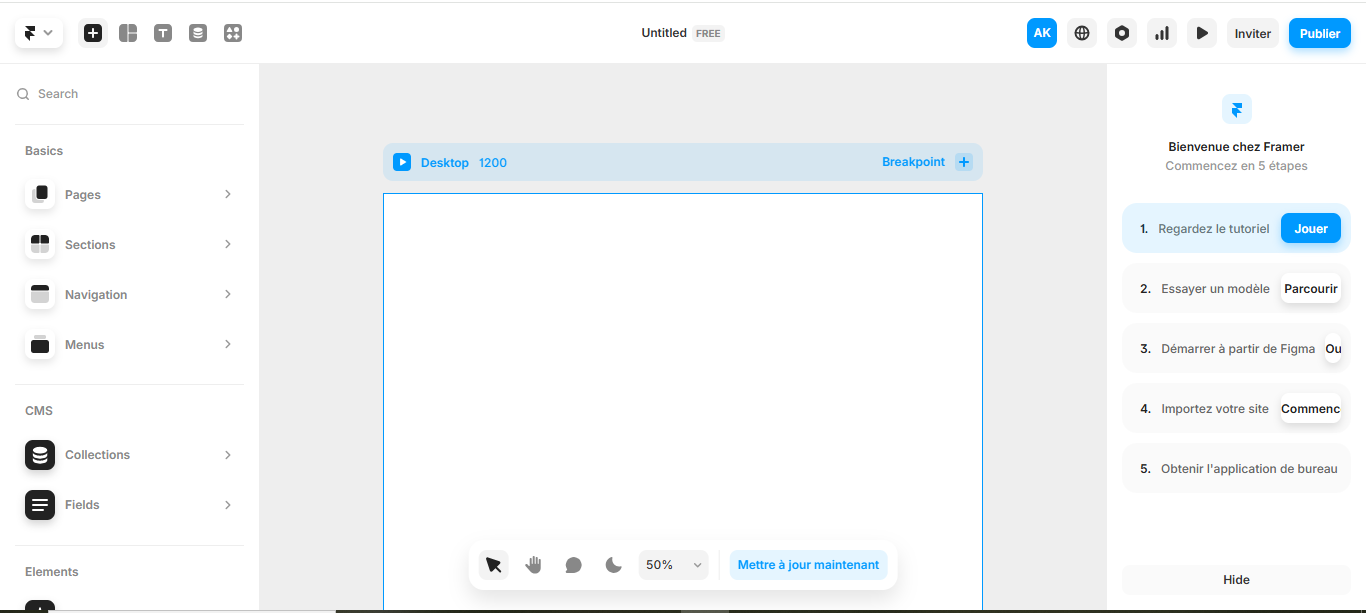 Untitled FREE
AK
Inviter
Publier
Search
Basics
Pages
Sections
Navigation
Menus
CMS
Collections
Fields
Elements
Desktop 1200
Breakpoint
50%
Mettre à jour maintenant
Bienvenue chez Framer
Commencez en 5 étapes
1. Regardez le tutoriel Jouer
2. Essayer un modèle Parcourir
3. Démarrer à partir de Figma Ou
4. Importez votre site Commenc
5. Obtenir l'application de bureau
Hide